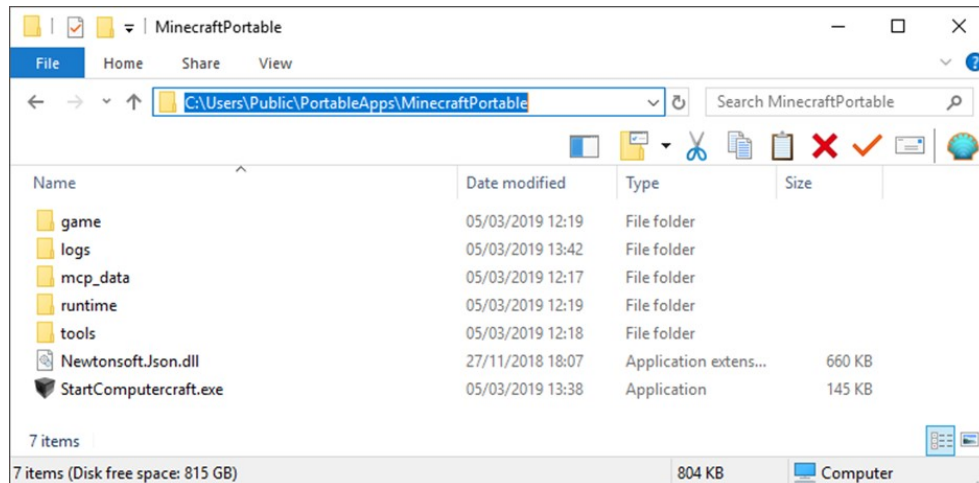 MinecraftPortable
File Home Share View
C:\Users\Public\PortableApps\MinecraftPortable Search MinecraftPortable
Name Date modified Type Size
game 05/03/2019 12:19 File folder
logs 05/03/2019 13:42 File folder
mcp_data 05/03/2019 12:17 File folder
runtime 05/03/2019 12:19 File folder
tools 05/03/2019 12:18 File folder
Newtonsoft.Json.dll 27/11/2018 18:07 Application extens... 660 KB
StartComputercraft.exe 05/03/2019 13:38 Application 145 KB
7 items
7 items (Disk free space: 815 GB) 804 KB Computer